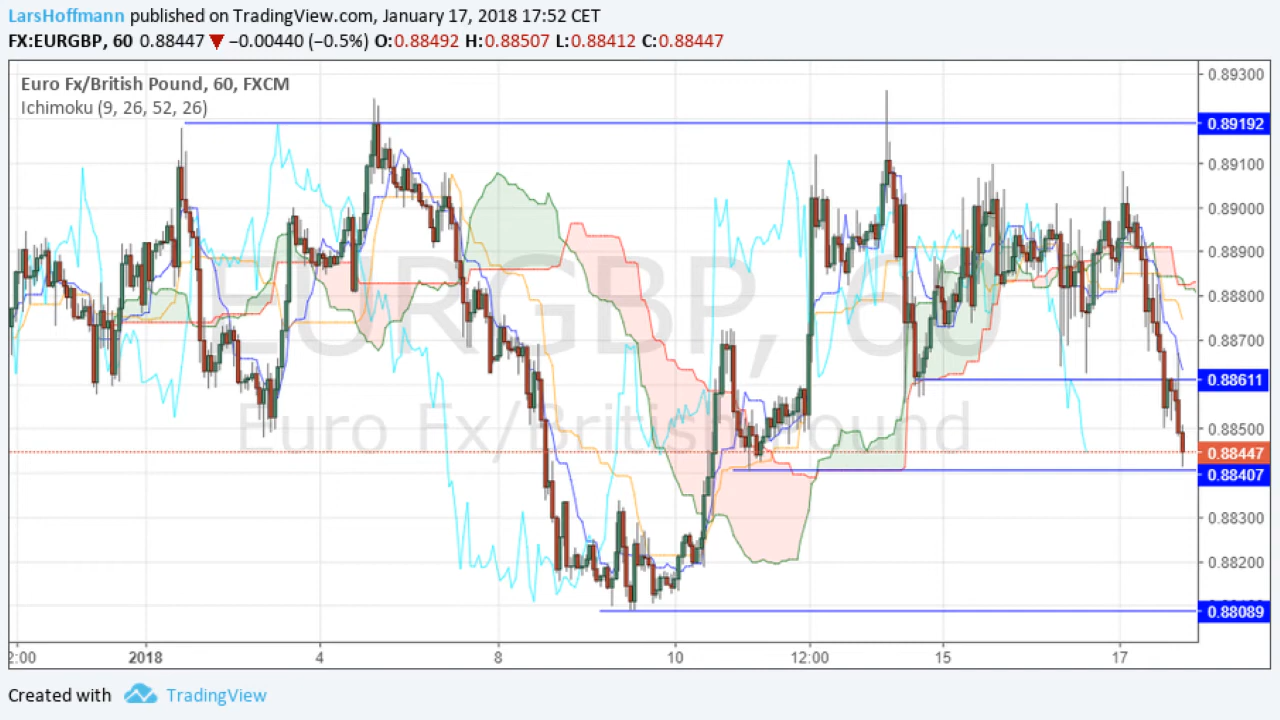 LarsHoffmann published on TradingView.com, January 17, 2018 17:52 CET
FX:EURGBP, 60 0.88447 ▼ −0.00440 (−0.5%) O:0.88492 H:0.88507 L:0.88412 C:0.88447
Euro Fx/British Pound, 60, FXCM
Ichimoku (9, 26, 52, 26)
EURGBP, 60
Euro Fx/British Pound
0.89300
0.89192
0.89100
0.89000
0.88900
0.88800
0.88700
0.88611
0.88500
0.88447
0.88407
0.88300
0.88200
0.88089
2:00 2018 4 8 10 12:00 15 17
Created with TradingView